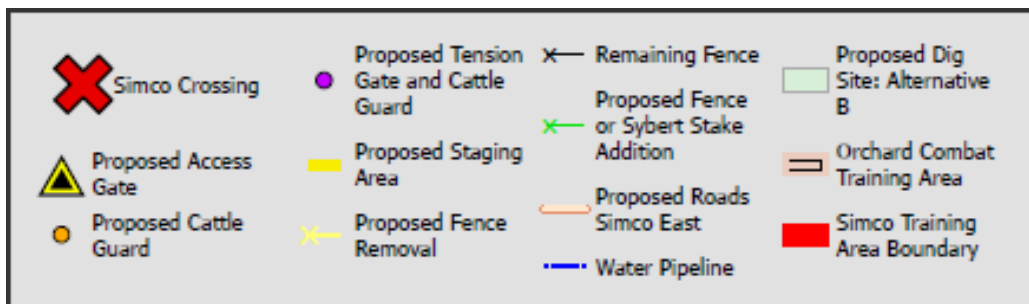 Simco Crossing
Proposed Access
Gate
Proposed Cattle
Guard
Proposed Tension
Gate and Cattle
Guard
Proposed Staging
Area
Proposed Fence
Removal
Remaining Fence
Proposed Fence
or Sybert Stake
Addition
Proposed Roads
Simco East
Water Pipeline
Proposed Dig
Site: Alternative
B
Orchard Combat
Training Area
Simco Training
Area Boundary